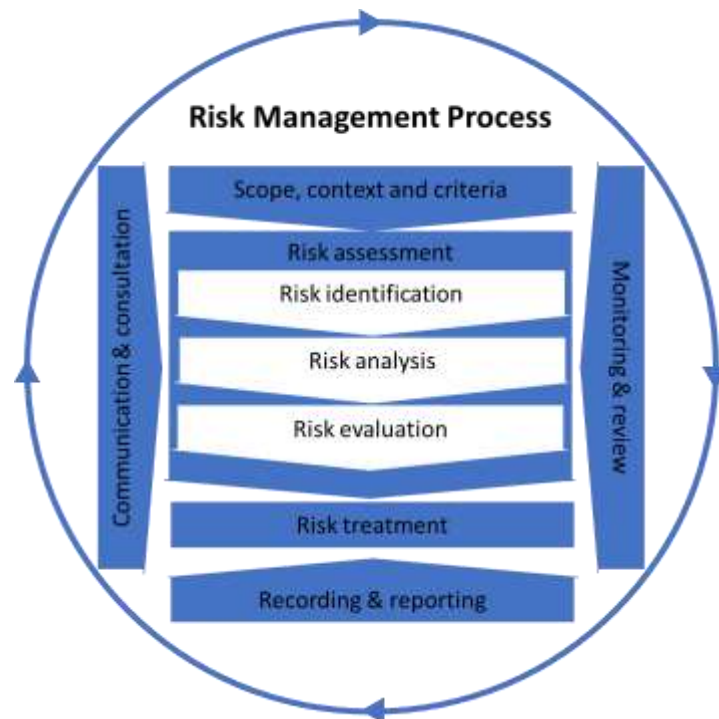 Risk Management Process
Scope, context and criteria
Risk assessment
Risk identification
Risk analysis
Risk evaluation
Risk treatment
Recording & reporting
Communication & consultation
Monitoring & review